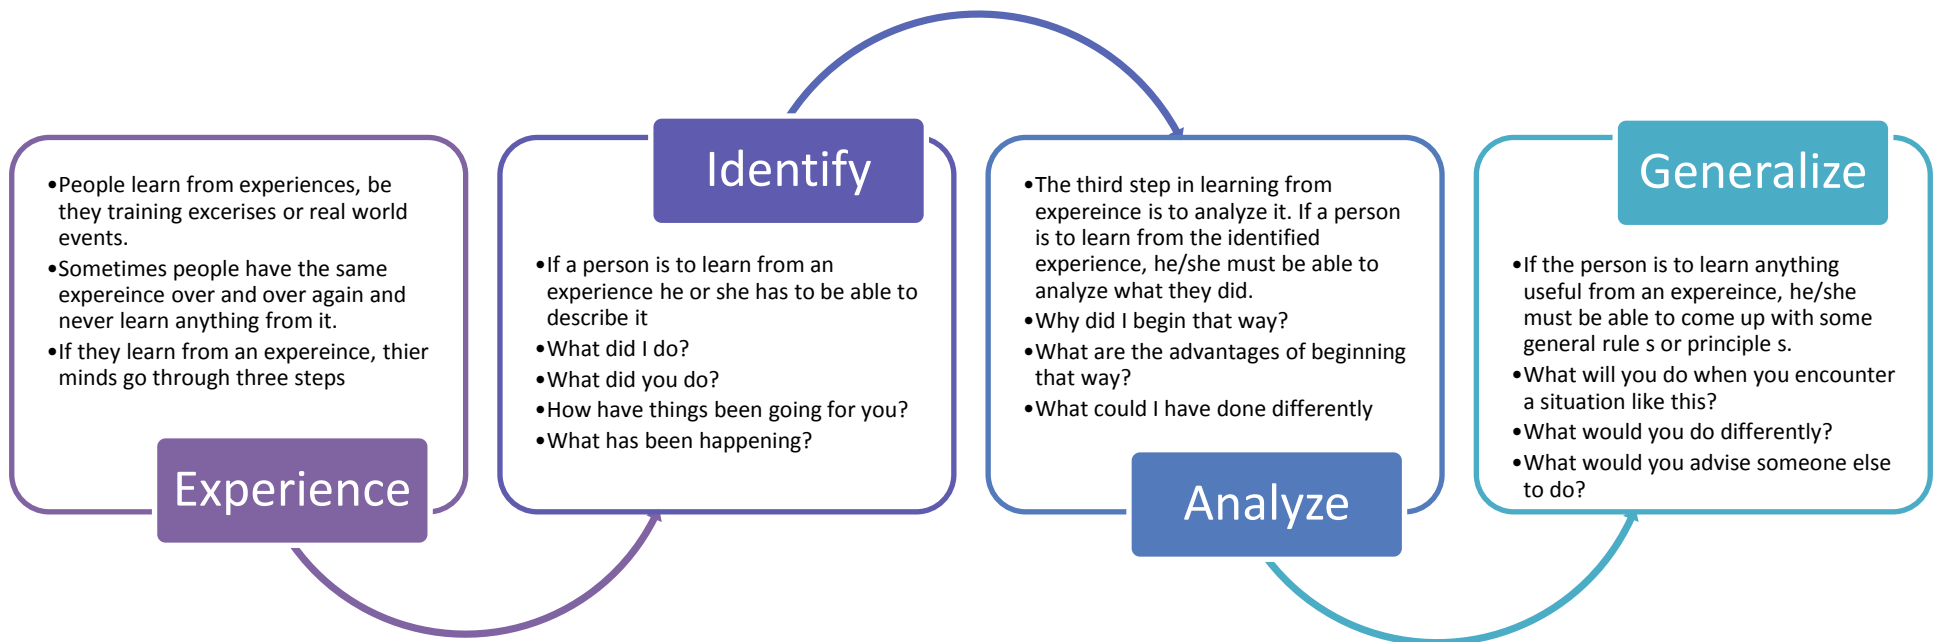 •People learn from experiences, be
they training excerises or real world
events.
•Sometimes people have the same
expereince over and over again and
never learn anything from it.
•If they learn from an expereince, thier
minds go through three steps
Experience
Identify
•If a person is to learn from an
experience he or she has to be able to
describe it
•What did I do?
•What did you do?
•How have things been going for you?
•What has been happening?
•The third step in learning from
expereince is to analyze it. If a person
is to learn from the identified
experience, he/she must be able to
analyze what they did.
•Why did I begin that way?
•What are the advantages of beginning
that way?
•What could I have done differently
Analyze
Generalize
•If the person is to learn anything
useful from an expereince, he/she
must be able to come up with some
general rule s or principle s.
•What will you do when you encounter
a situation like this?
•What would you do differently?
•What would you advise someone else
to do?